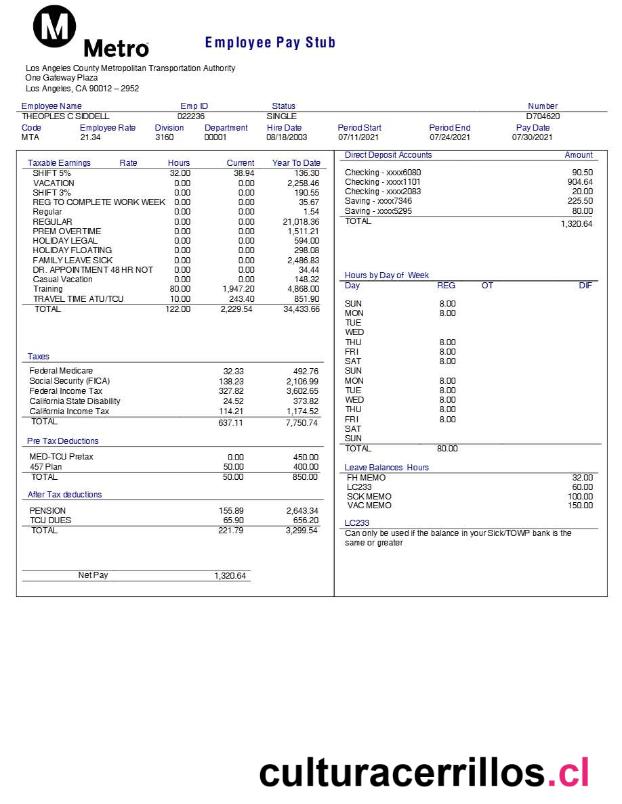 M
Metro
Employee Pay Stub
Los Angeles County Metropolitan Transportation Authority
One Gateway Plaza
Los Angeles, CA 90012 – 2952
Employee Name Emp ID Status Number
THEOPLES C SIDDELL 022236 SINGLE D704620
Code Employee Rate Division Department Hire Date Period Start Period End Pay Date
MTA 21.34 3160 00001 08/18/2003 07/11/2021 07/24/2021 07/30/2021
Taxable Earnings Rate Hours Current Year To Date
SHIFT 5% 32.00 38.94 136.30
VACATION 0.00 0.00 2,258.46
SHIFT 3% 0.00 0.00 190.55
REG TO COMPLETE WORK WEEK 0.00 0.00 35.67
Regular 0.00 0.00 1.54
REGULAR 0.00 0.00 21,018.36
PREM OVERTIME 0.00 0.00 1,511.21
HOLIDAY LEGAL 0.00 0.00 594.00
HOLIDAY FLOATING 0.00 0.00 298.08
FAMILY LEAVE SICK 0.00 0.00 2,486.83
DR. APPOINTMENT 48 HR NOT 0.00 0.00 34.44
Casual Vacation 0.00 0.00 148.32
Training 80.00 1,947.20 4,868.00
TRAVEL TIME ATU/TCU 10.00 243.40 851.90
TOTAL 122.00 2,229.54 34,433.66
Taxes
Federal Medicare 32.33 492.76
Social Security (FICA) 138.23 2,106.99
Federal Income Tax 327.82 3,602.65
California State Disability 24.52 373.82
California Income Tax 114.21 1,174.52
TOTAL 637.11 7,750.74
Pre Tax Deductions
MED-TCU Pretax 0.00 450.00
457 Plan 50.00 400.00
TOTAL 50.00 850.00
After Tax deductions
PENSION 155.89 2,643.34
TCU DUES 65.90 656.20
TOTAL 221.79 3,299.54
Net Pay 1,320.64
Direct Deposit Accounts Amount
Checking - xxxx6080 90.50
Checking - xxxx1101 904.64
Checking - xxxx2083 20.00
Saving - xxxx7346 225.50
Saving - xxxx5295 80.00
TOTAL 1,320.64
Hours by Day of Week
Day REG OT DIF
SUN 8.00
MON 8.00
TUE
WED
THU 8.00
FRI 8.00
SAT 8.00
SUN
MON 8.00
TUE 8.00
WED 8.00
THU 8.00
FRI 8.00
SAT
SUN
TOTAL 80.00
Leave Balances Hours
FH MEMO 32.00
LC233 60.00
SCK MEMO 100.00
VAC MEMO 150.00
LC233
Can only be used if the balance in your Sick/TOWP bank is the
same or greater
culturacerrillos.cl